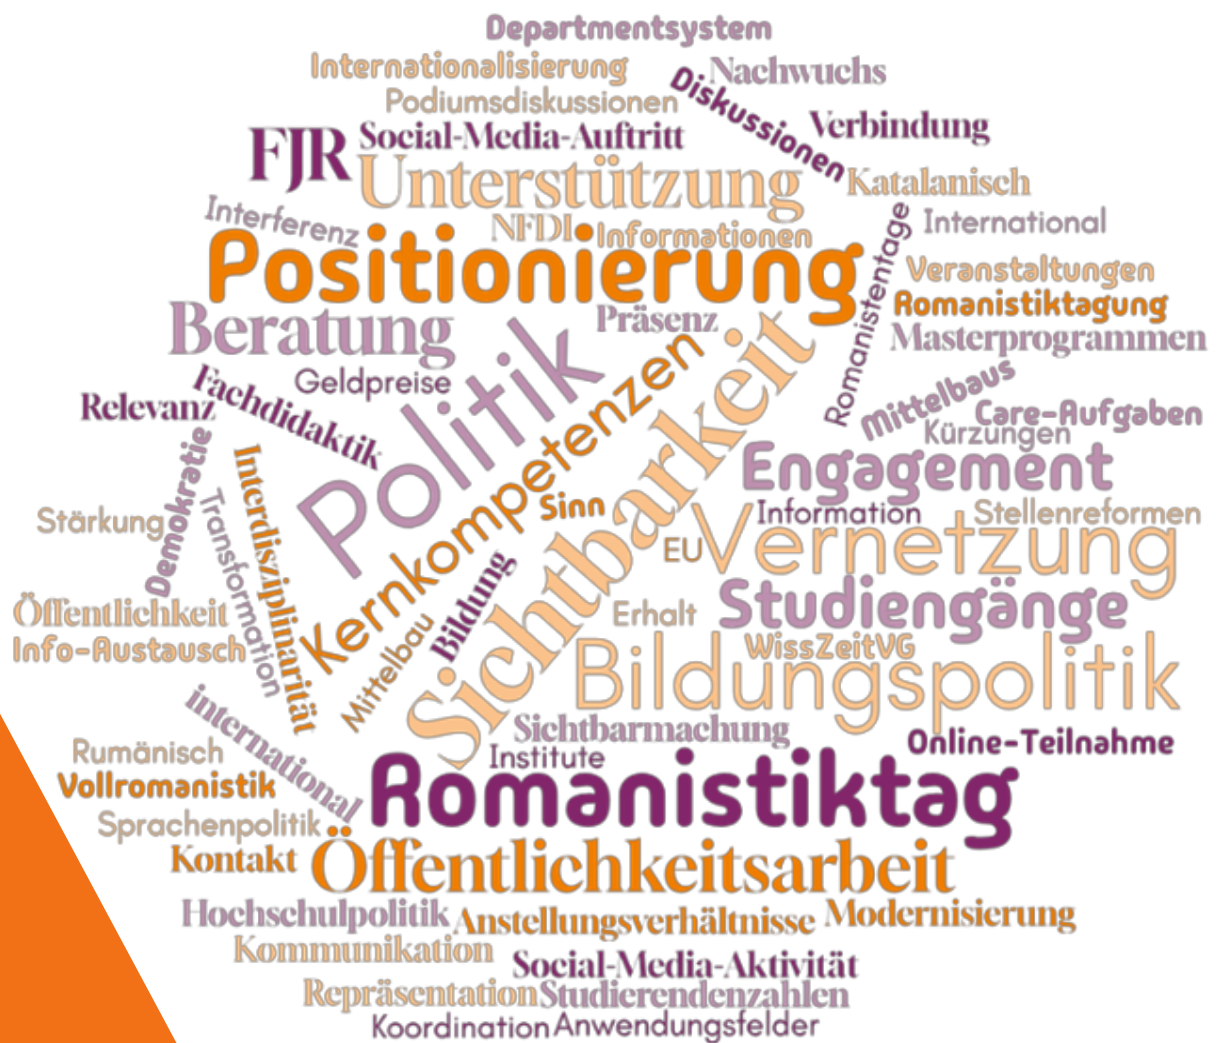 Departmentsystem
Internationalisierung
Nachwuchs
Podiumsdiskussionen
Diskussionen
Verbindung
FJR
Social-Media-Auftritt
Unterstützung
Katalanisch
Interferenz
NFDI
Informationen
Romanistentage
International
Positionierung
Veranstaltungen
Romanistiktagung
Beratung
Präsenz
Masterprogrammen
Politik
Kernkompetenzen
Sichtbarkeit
Geldpreise
Fachdidaktik
Relevanz
Mittelbaus
Care-Aufgaben
Kürzungen
Engagement
Demokratie
Interdisziplinarität
Transformation
Stärkung
Sinn
Information
Stellenreformen
EU
Vernetzung
Bildung
Studiengänge
Erhalt
Öffentlichkeit
Info-Austausch
Mittelbau
WissZeitVG
Bildungspolitik
international
Sichtbarmachung
Institute
Online-Teilnahme
Rumänisch
Vollromanistik
Romanistiktag
Sprachenpolitik
Kontakt
Öffentlichkeitsarbeit
Hochschulpolitik
Anstellungsverhältnisse
Modernisierung
Kommunikation
Social-Media-Aktivität
Repräsentation
Studierendenzahlen
Koordination
Anwendungsfelder